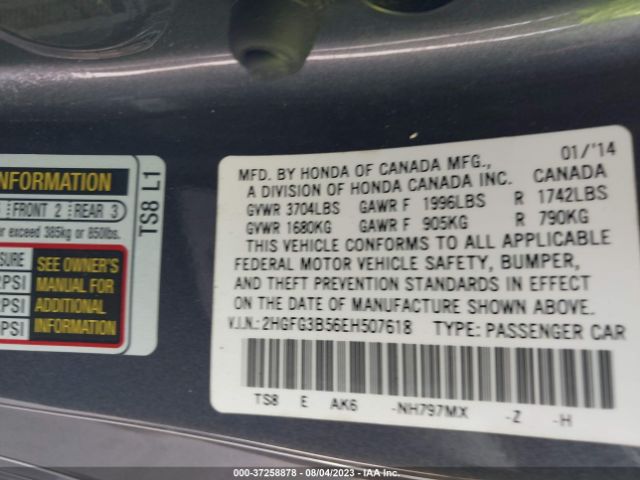 INFORMATION
FRONT 2 REAR 3
exceed 385kg or 850lbs.
SEE OWNER'S
PSI MANUAL FOR
PSI ADDITIONAL
PSI INFORMATION
TS8 L1
01/'14
MFD. BY HONDA OF CANADA MFG.,
A DIVISION OF HONDA CANADA INC. CANADA
GVWR 3704LBS GAWR F 1996LBS R 1742LBS
GVWR 1680KG GAWR F 905KG R 790KG
THIS VEHICLE CONFORMS TO ALL APPLICABLE
FEDERAL MOTOR VEHICLE SAFETY, BUMPER,
AND THEFT PREVENTION STANDARDS IN EFFECT
ON THE DATE OF MANUFACTURE SHOWN ABOVE.
V.I.N.: 2HGFG3B56EH507618 TYPE: PASSENGER CAR
TS8 E AK6 -NH797MX -Z -H
000-37258878 - 08/04/2023 - IAA Inc.